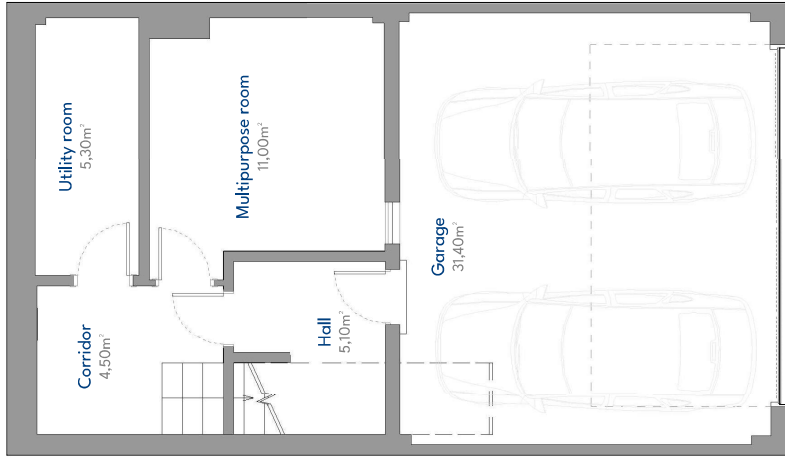 Utility room
5,30m²
Multipurpose room
11,00m²
Garage
31,40m²
Hall
5,10m²
Corridor
4,50m²